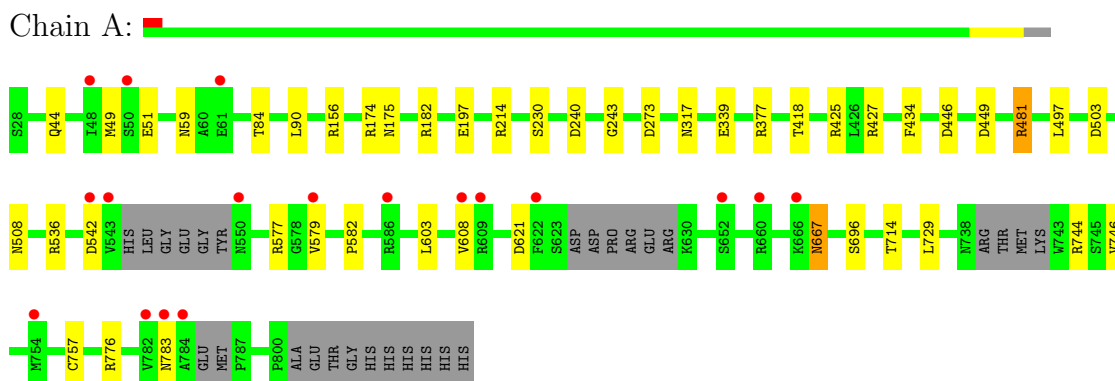 Chain A:
S28 Q44 I48 M49 S50 E51 N59 A60 E61 T84 L90 R156 R174 N175 R182 E197 R214 S230 D240 G243 D273 N317 E339 R377 T418 R425 L426 R427 F434 D446 D449 R481 L497 D503
N508 R536 D542 V543 HIS LEU GLY GLU GLY TYR N550 R577 G578 V579 P582 R586 L603 V608 R609 D621 F622 S623 ASP ASP PRO ARG GLU ARG K630 S652 R660 K666 N667 S696 T714 L729 N738 ARG THR MET LYS W743 R744 S745 V746
M754 C757 R776 V782 N783 A784 GLU MET P787 P800 ALA GLU THR GLY HIS HIS HIS HIS HIS HIS